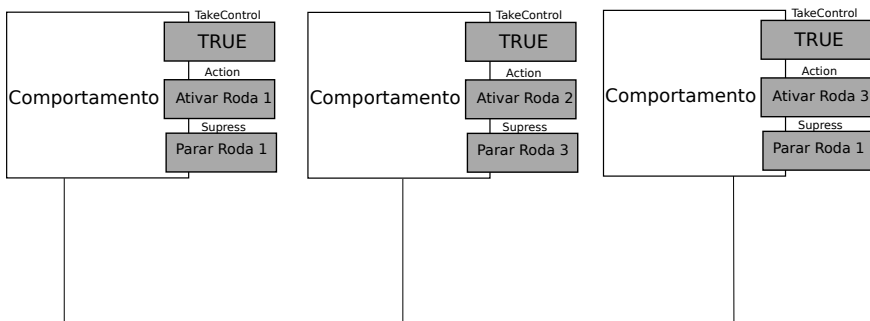 TakeControl
TRUE
Action
Comportamento
Ativar Roda 1
Supress
Parar Roda 1
TakeControl
TRUE
Action
Comportamento
Ativar Roda 2
Supress
Parar Roda 3
TakeControl
TRUE
Action
Comportamento
Ativar Roda 3
Supress
Parar Roda 1